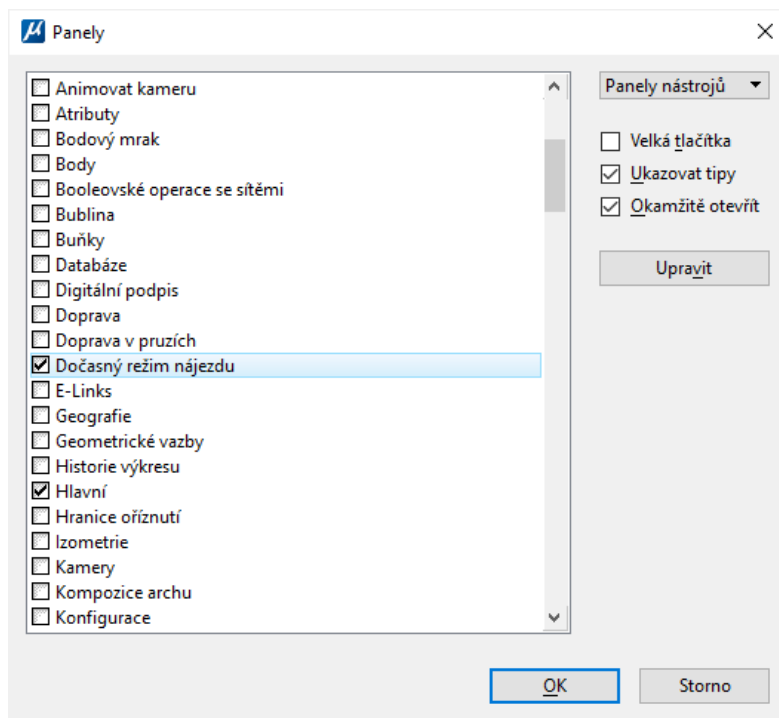 Panely
Animovat kameru
Atributy
Bodový mrak
Body
Booleovské operace se sítěmi
Bublina
Buňky
Databáze
Digitální podpis
Doprava
Doprava v pruzích
Dočasný režim nájezdu
E-Links
Geografie
Geometrické vazby
Historie výkresu
Hlavní
Hranice oříznutí
Izometrie
Kamery
Kompozice archu
Konfigurace
Panely nástrojů
Velká tlačítka
Ukazovat tipy
Okamžitě otevřít
Upravit
OK
Storno